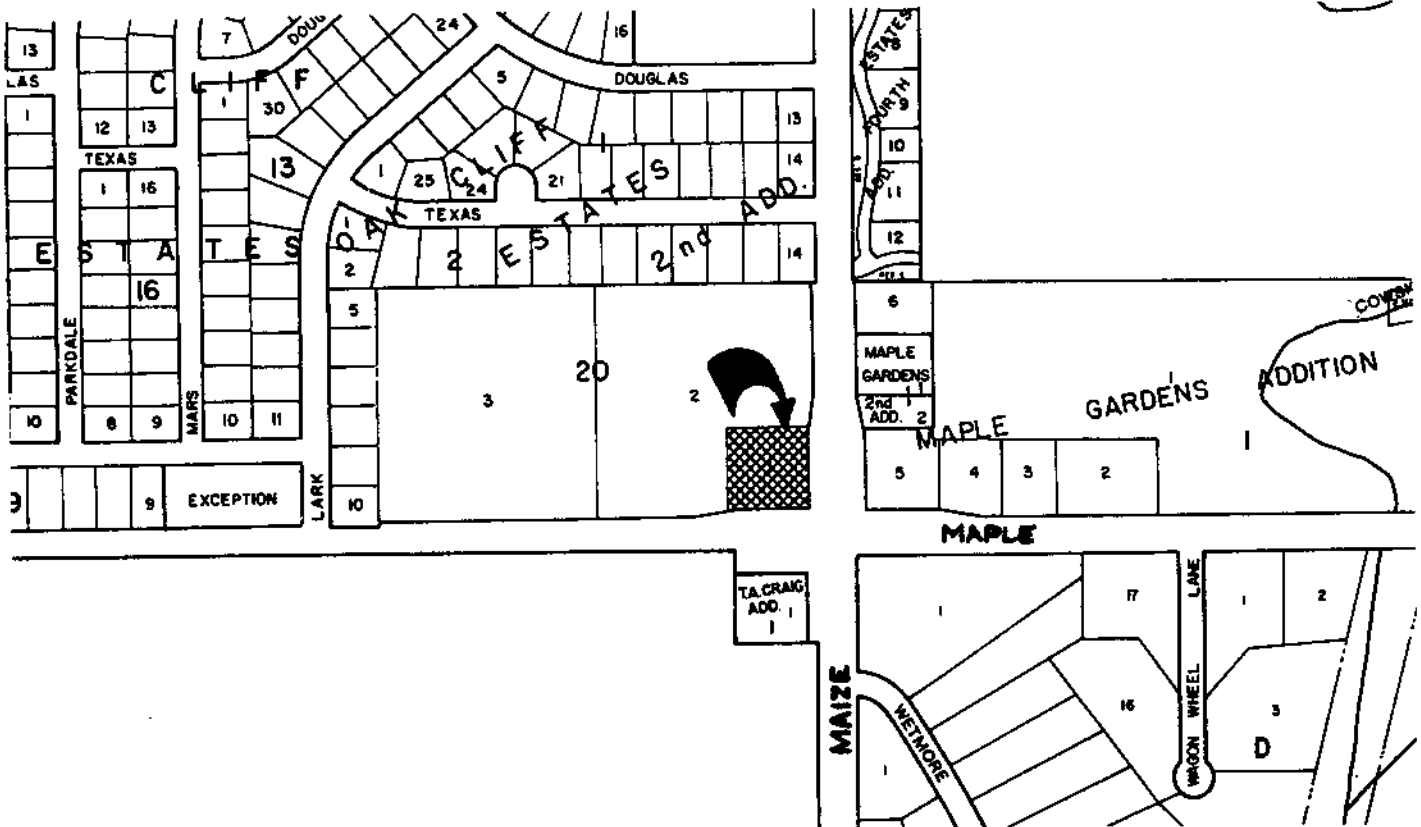 7
DOUG
24
16
ESTATES
8
13
LAS
CLIFF
5
DOUGLAS
FOURTH
9
1
1
30
13
12
13
CLIFF
1
10
TEXAS
13
1
25
24
21
14
ADD.
11
1
16
TEXAS
OAK
ESTATES
2nd ADD.
1
12
ESTATES
2
2
14
RES.
16
5
6
COVE
PARKDALE
MARS
20
3
2
MAPLE
GARDENS
1
1
GARDENS
ADDITION
2nd
ADD.
2
MAPLE
1
10
8
9
10
11
5
4
3
2
9
9
EXCEPTION
LARK
10
MAPLE
T.A. CRAIG
ADD.
1
1
1
17
WAGON WHEEL LANE
1
2
MAIZE
WETMORE
16
3
D
1